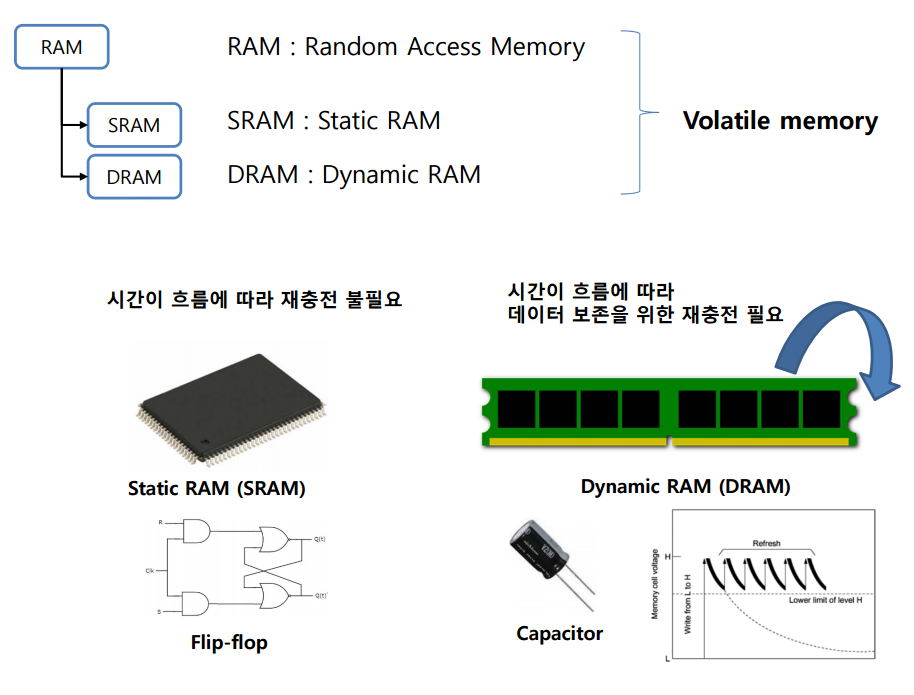 RAM
RAM : Random Access Memory
SRAM
SRAM : Static RAM
Volatile memory
DRAM
DRAM : Dynamic RAM
시간이 흐름에 따라 재충전 불필요
시간이 흐름에 따라
데이터 보존을 위한 재충전 필요
Static RAM (SRAM)
Dynamic RAM (DRAM)
R
Clk
S
Q(t)
Q(t)'
Flip-flop
Capacitor
Memory cell voltage
H
L
Write from L to H
Refresh
Lower limit of level H